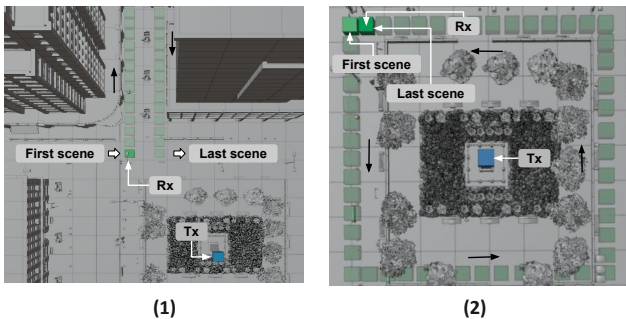 First scene
Last scene
Rx
Tx
(1)
Rx
First scene
Last scene
Tx
(2)